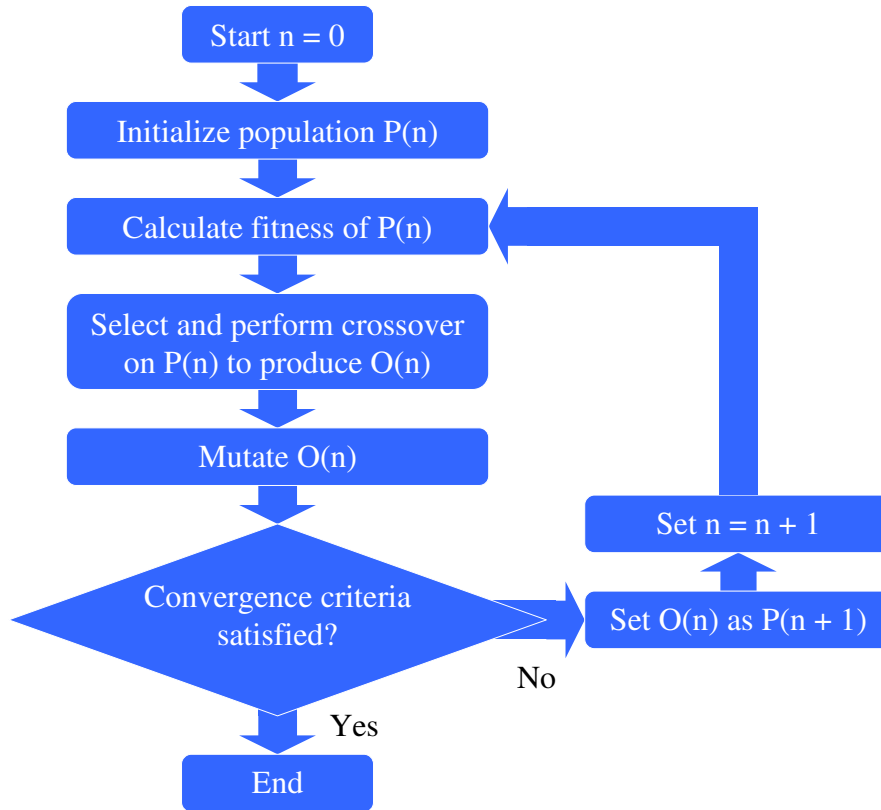 Start n = 0
Initialize population P(n)
Calculate fitness of P(n)
Select and perform crossover
on P(n) to produce O(n)
Mutate O(n)
Convergence criteria
satisfied?
Yes
End
No
Set O(n) as P(n + 1)
Set n = n + 1